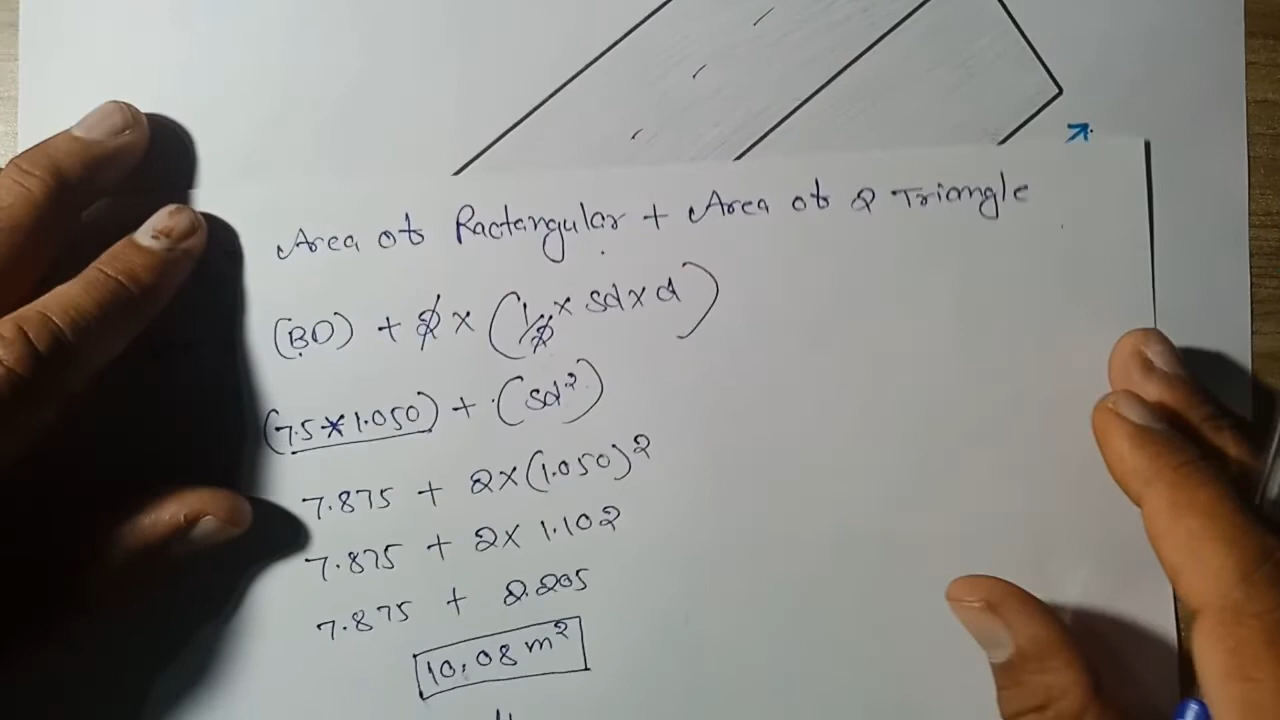 Area of Ractangular + Area of 2 Triangle
(BD) + 2 × (1/2 × Sd × d)
(7.5 × 1.050) + (Sd²)
7.875 + 2×(1.050)²
7.875 + 2× 1.102
7.875 + 2.205
10.08 m²